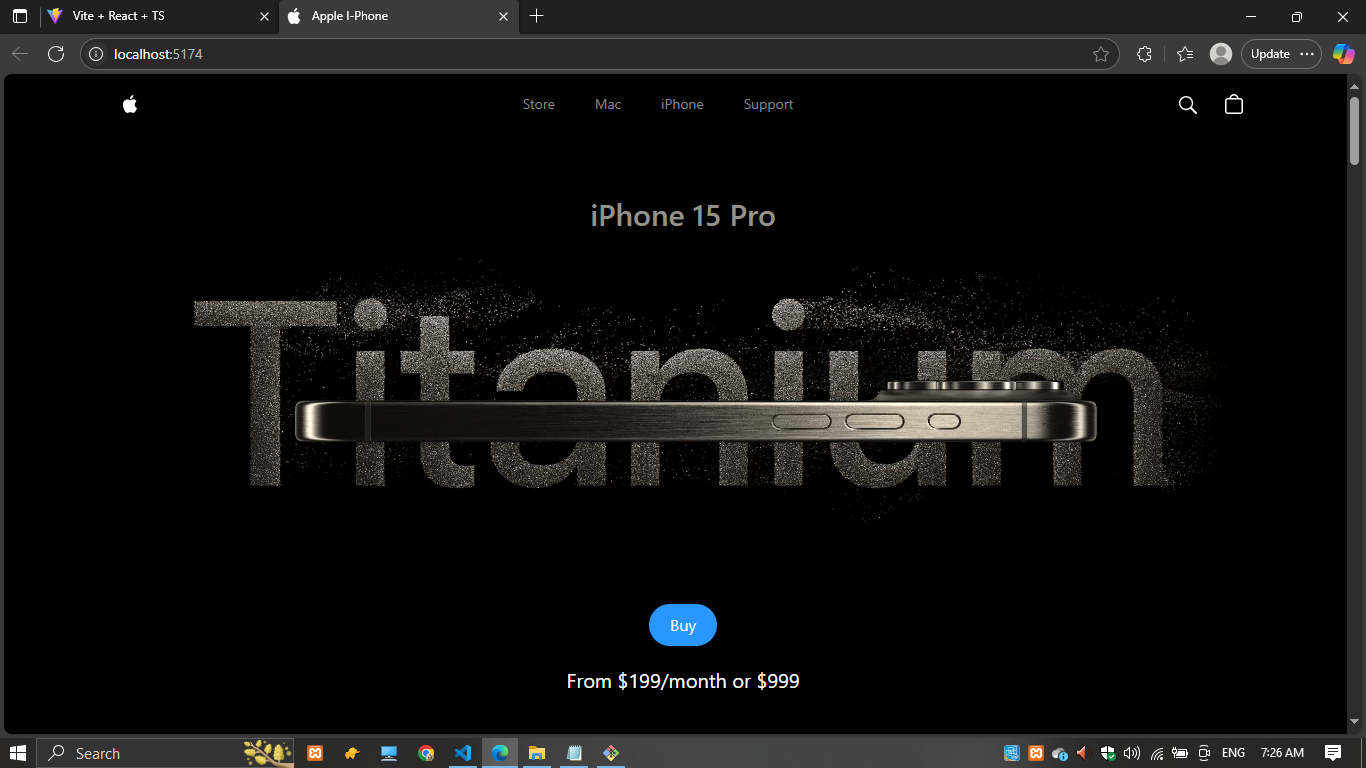 Vite + React + TS
Apple I-Phone
localhost:5174
Update
Store
Mac
iPhone
Support
iPhone 15 Pro
Titanium
Buy
From $199/month or $999
Search
ENG
7:26 AM